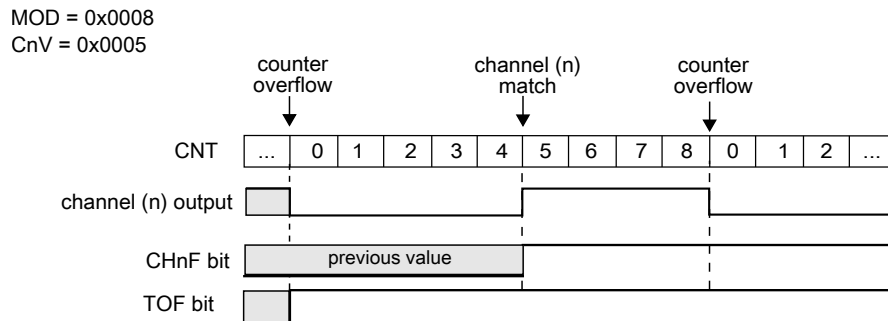 MOD = 0x0008
CnV = 0x0005
counter overflow
channel (n) match
counter overflow
CNT ... 0 1 2 3 4 5 6 7 8 0 1 2 ...
channel (n) output
CHnF bit previous value
TOF bit